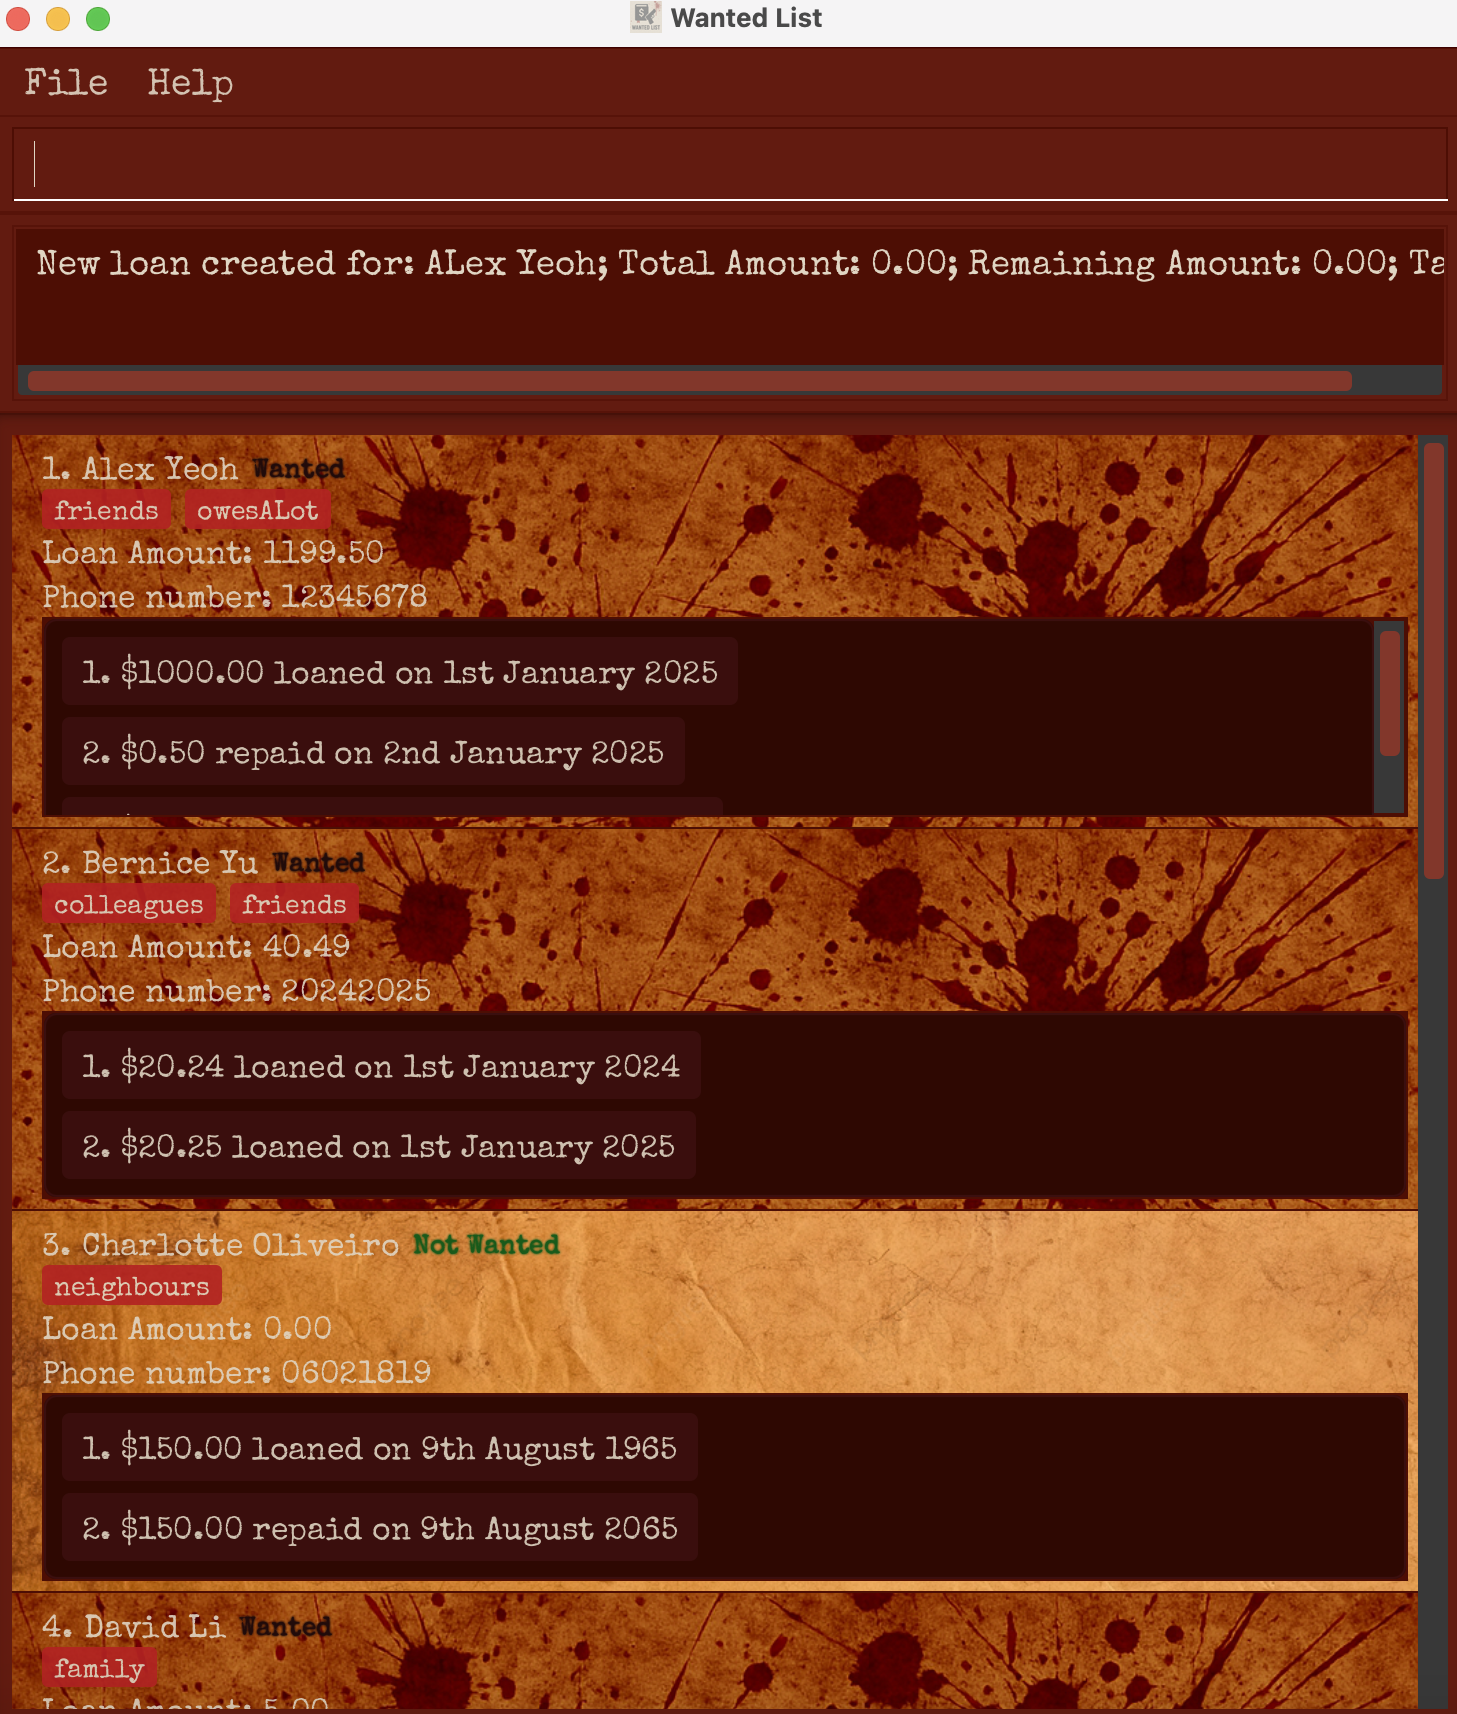 Wanted List
File Help
New loan created for: ALex Yeoh; Total Amount: 0.00; Remaining Amount: 0.00; Ta
1. Alex Yeoh Wanted
friends owesALot
Loan Amount: 1199.50
Phone number: 12345678
1. $1000.00 loaned on 1st January 2025
2. $0.50 repaid on 2nd January 2025
2. Bernice Yu Wanted
colleagues friends
Loan Amount: 40.49
Phone number: 20242025
1. $20.24 loaned on 1st January 2024
2. $20.25 loaned on 1st January 2025
3. Charlotte Oliveiro Not Wanted
neighbours
Loan Amount: 0.00
Phone number: 06021819
1. $150.00 loaned on 9th August 1965
2. $150.00 repaid on 9th August 2065
4. David Li Wanted
family
Loan Amount: 5.00